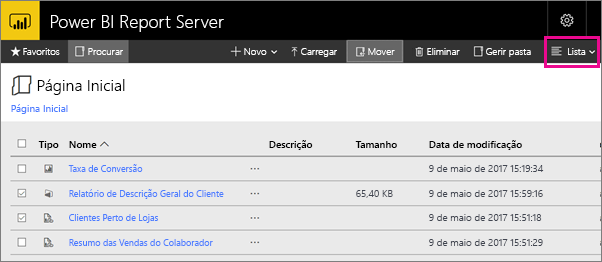 Power BI Report Server
Favoritos Procurar Novo Carregar Mover Eliminar Gerir pasta Lista
Página Inicial
Página Inicial
Tipo Nome Descrição Tamanho Data de modificação
Taxa de Conversão ... 9 de maio de 2017 15:19:34
Relatório de Descrição Geral do Cliente ... 65,40 KB 9 de maio de 2017 15:59:16
Clientes Perto de Lojas ... 9 de maio de 2017 15:51:18
Resumo das Vendas do Colaborador ... 9 de maio de 2017 15:51:29